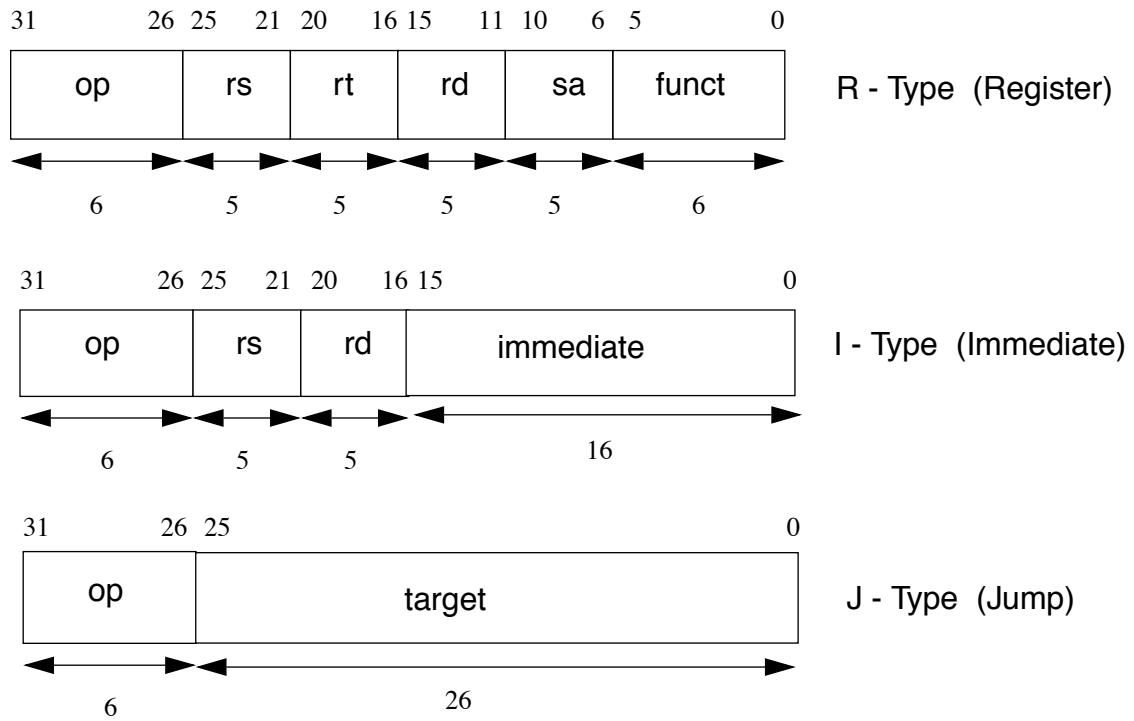 31 26 25 21 20 16 15 11 10 6 5 0
op rs rt rd sa funct R - Type (Register)
6 5 5 5 5 6
31 26 25 21 20 16 15 0
op rs rd immediate I - Type (Immediate)
6 5 5 16
31 26 25 0
op target J - Type (Jump)
6 26